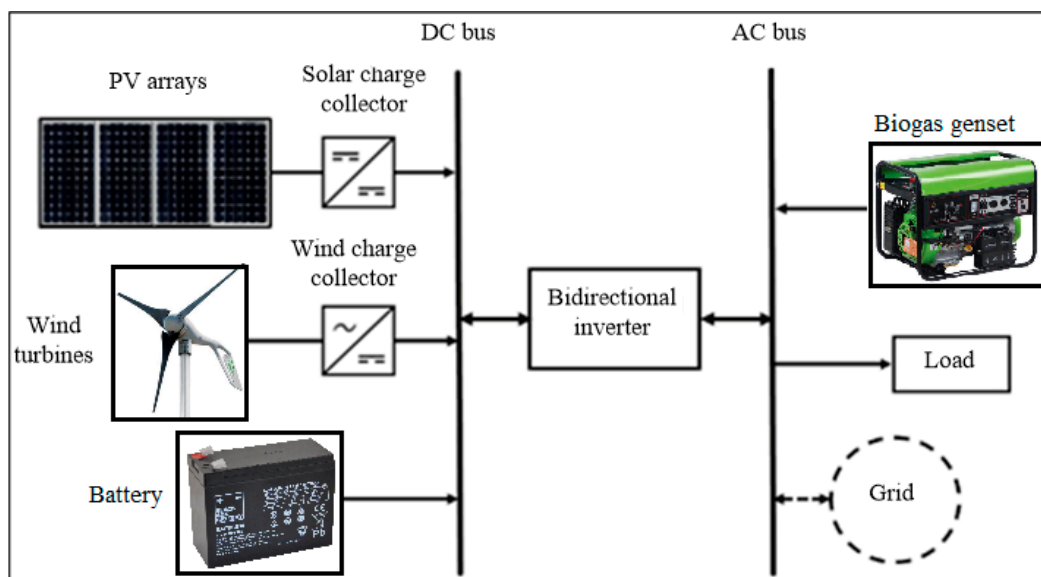 DC bus
AC bus
PV arrays
Solar charge
collector
Biogas genset
Wind charge
collector
Wind
turbines
Bidirectional
inverter
Load
Battery
Grid